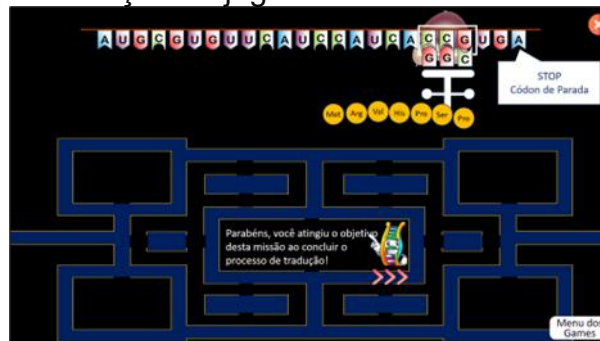 AUGCGUGUUCAUCCAUCACCGUGA
GGC
STOP
Códon de Parada
Met Arg Val His Pro Ser Pro
Parabéns, você atingiu o objetivo
desta missão ao concluir o
processo de tradução!
Menu dos
Games